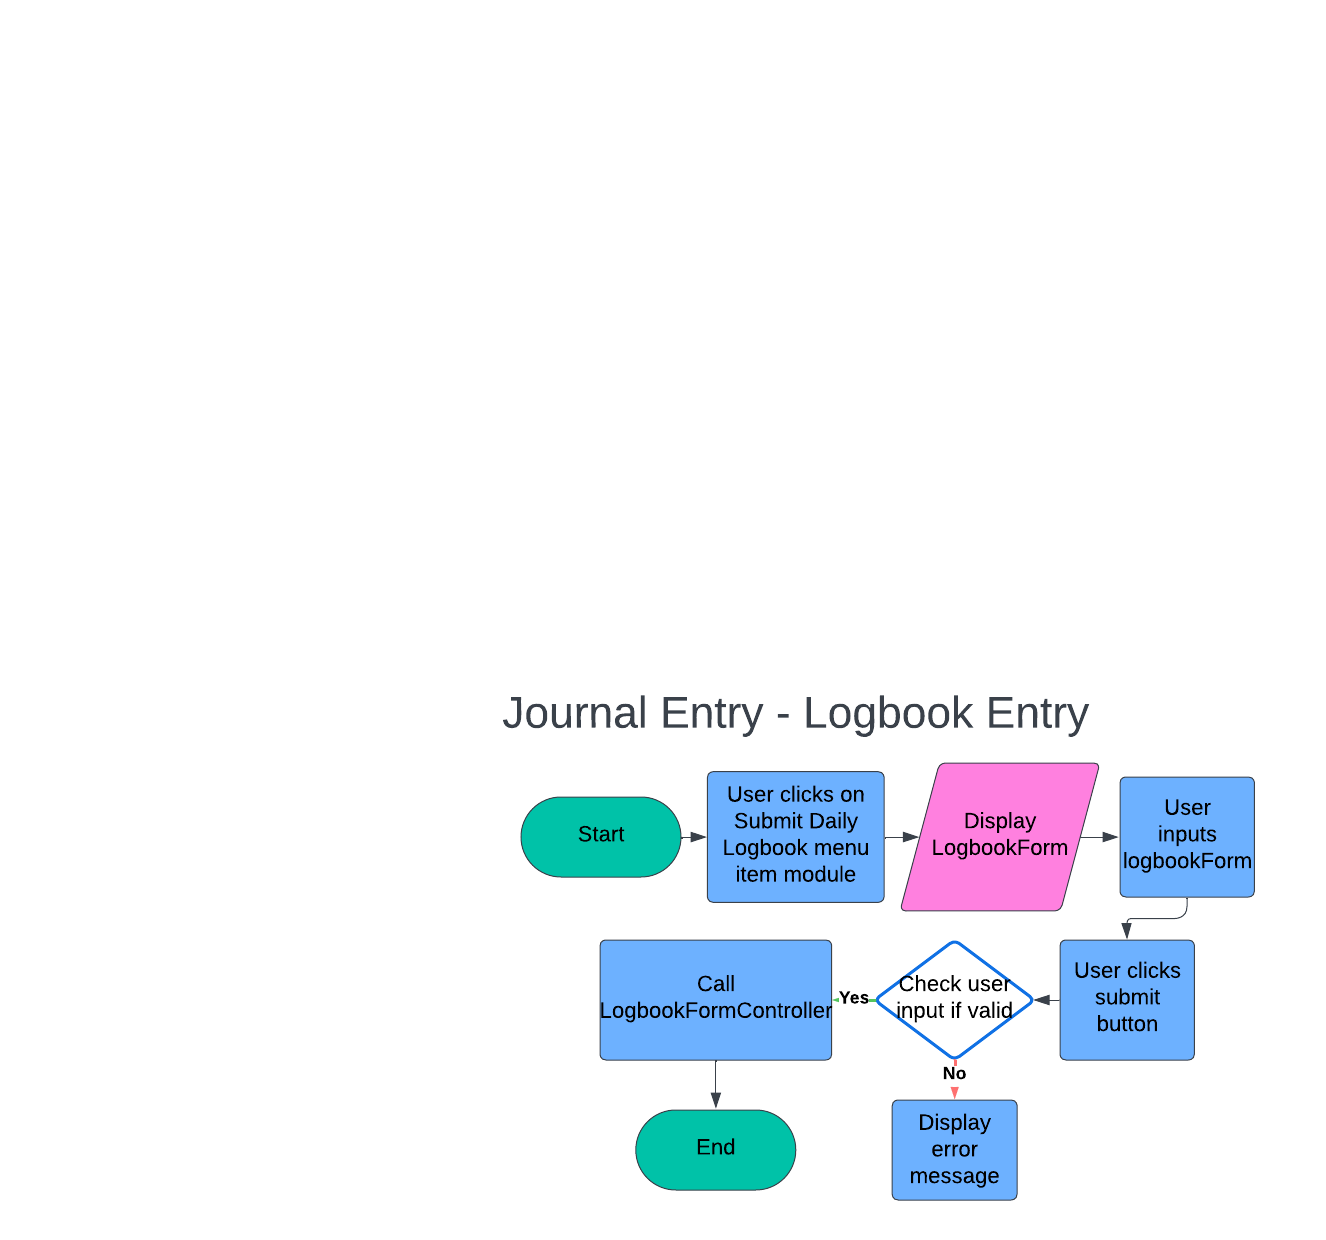 Journal Entry - Logbook Entry
Start
User clicks on
Submit Daily
Logbook menu
item module
Display
LogbookForm
User
inputs
logbookForm
User clicks
submit
button
Check user
input if valid
Yes
No
Call
LogbookFormController
Display
error
message
End